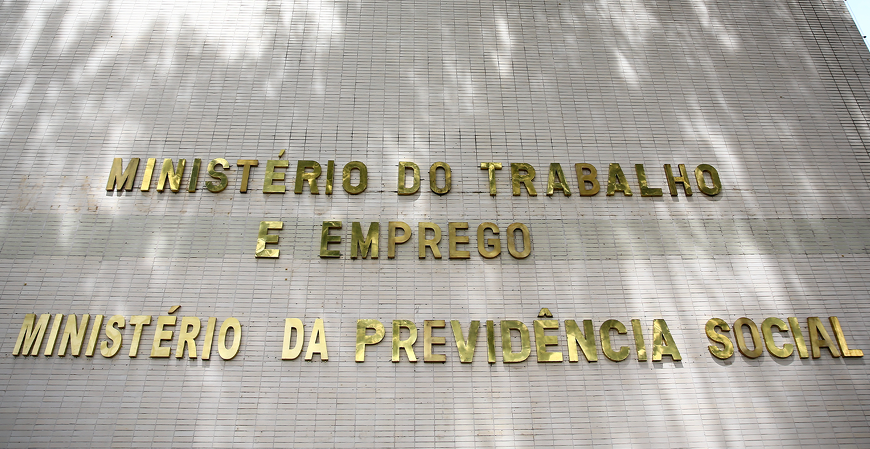 MINISTÉRIO DO TRABALHO
E EMPREGO
MINISTÉRIO DA PREVIDÊNCIA SOCIAL